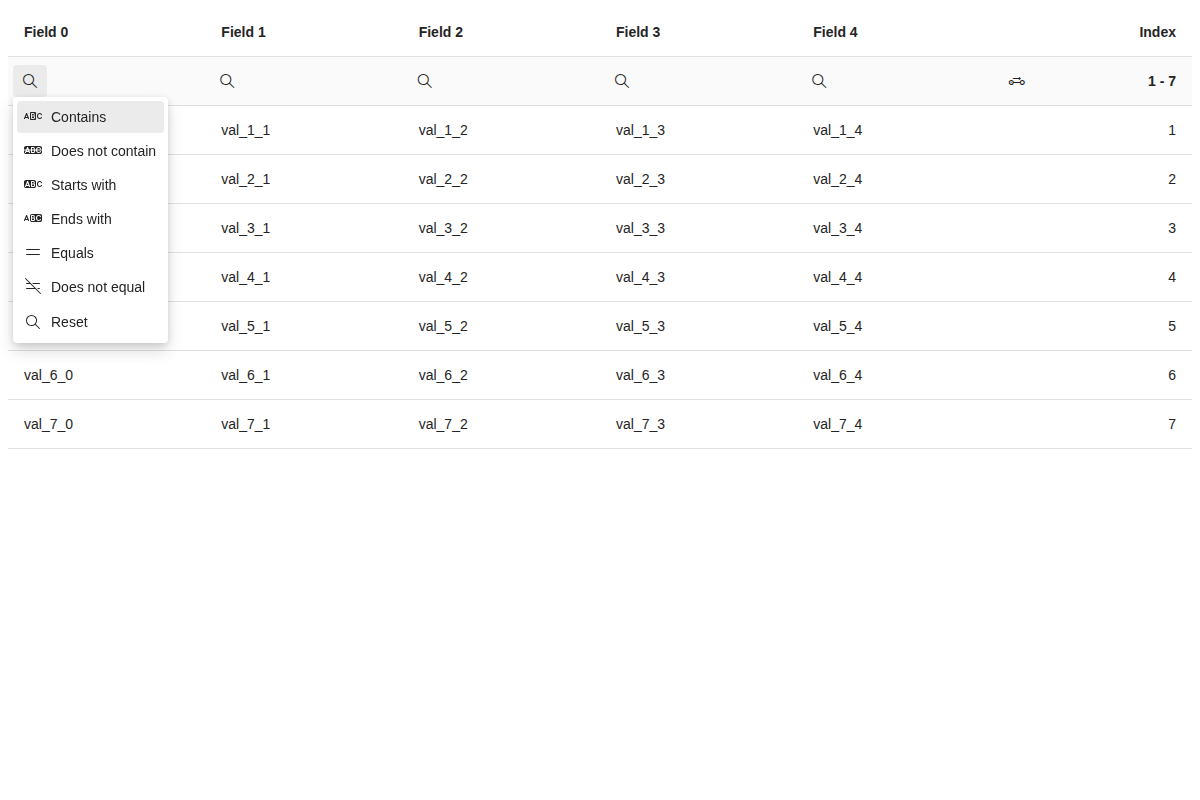 Field 0 Field 1 Field 2 Field 3 Field 4 Index
1 - 7
Contains
Does not contain
Starts with
Ends with
Equals
Does not equal
Reset
val_1_1 val_1_2 val_1_3 val_1_4 1
val_2_1 val_2_2 val_2_3 val_2_4 2
val_3_1 val_3_2 val_3_3 val_3_4 3
val_4_1 val_4_2 val_4_3 val_4_4 4
val_5_1 val_5_2 val_5_3 val_5_4 5
val_6_0 val_6_1 val_6_2 val_6_3 val_6_4 6
val_7_0 val_7_1 val_7_2 val_7_3 val_7_4 7